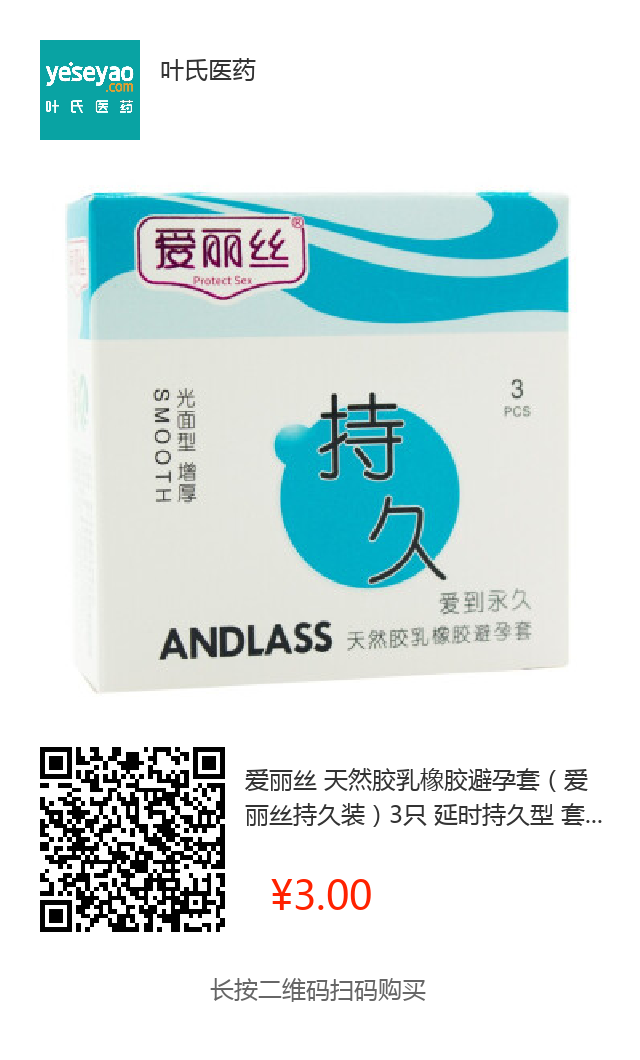 yeseyao
.com
叶氏医药
叶氏医药
爱丽丝®
Protect Sex
光面型 增厚
SMOOTH
3
PCS
持久
爱到永久
ANDLASS 天然胶乳橡胶避孕套
爱丽丝 天然胶乳橡胶避孕套（爱
丽丝持久装）3只 延时持久型 套...
¥3.00
长按二维码扫码购买